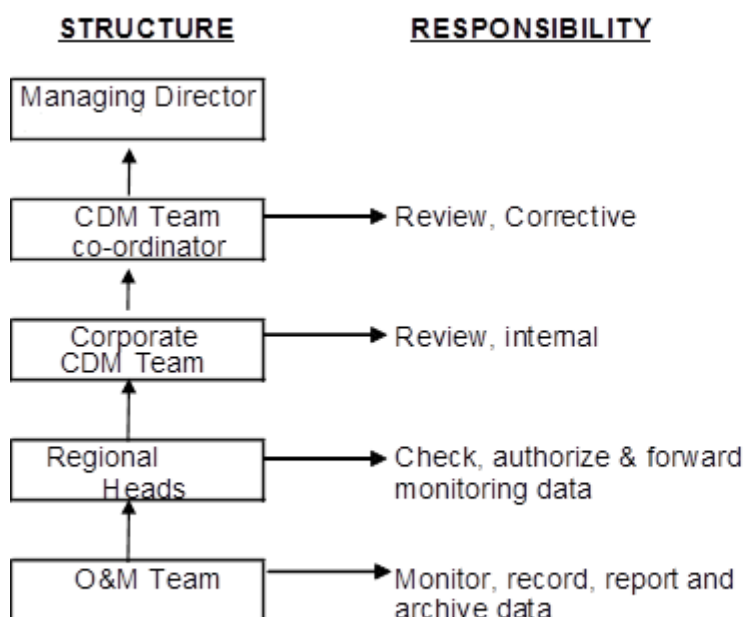 STRUCTURE RESPONSIBILITY
Managing Director
CDM Team
co-ordinator
Review, Corrective
Corporate
CDM Team
Review, internal
Regional
Heads
Check, authorize & forward
monitoring data
O&M Team
Monitor, record, report and
archive data